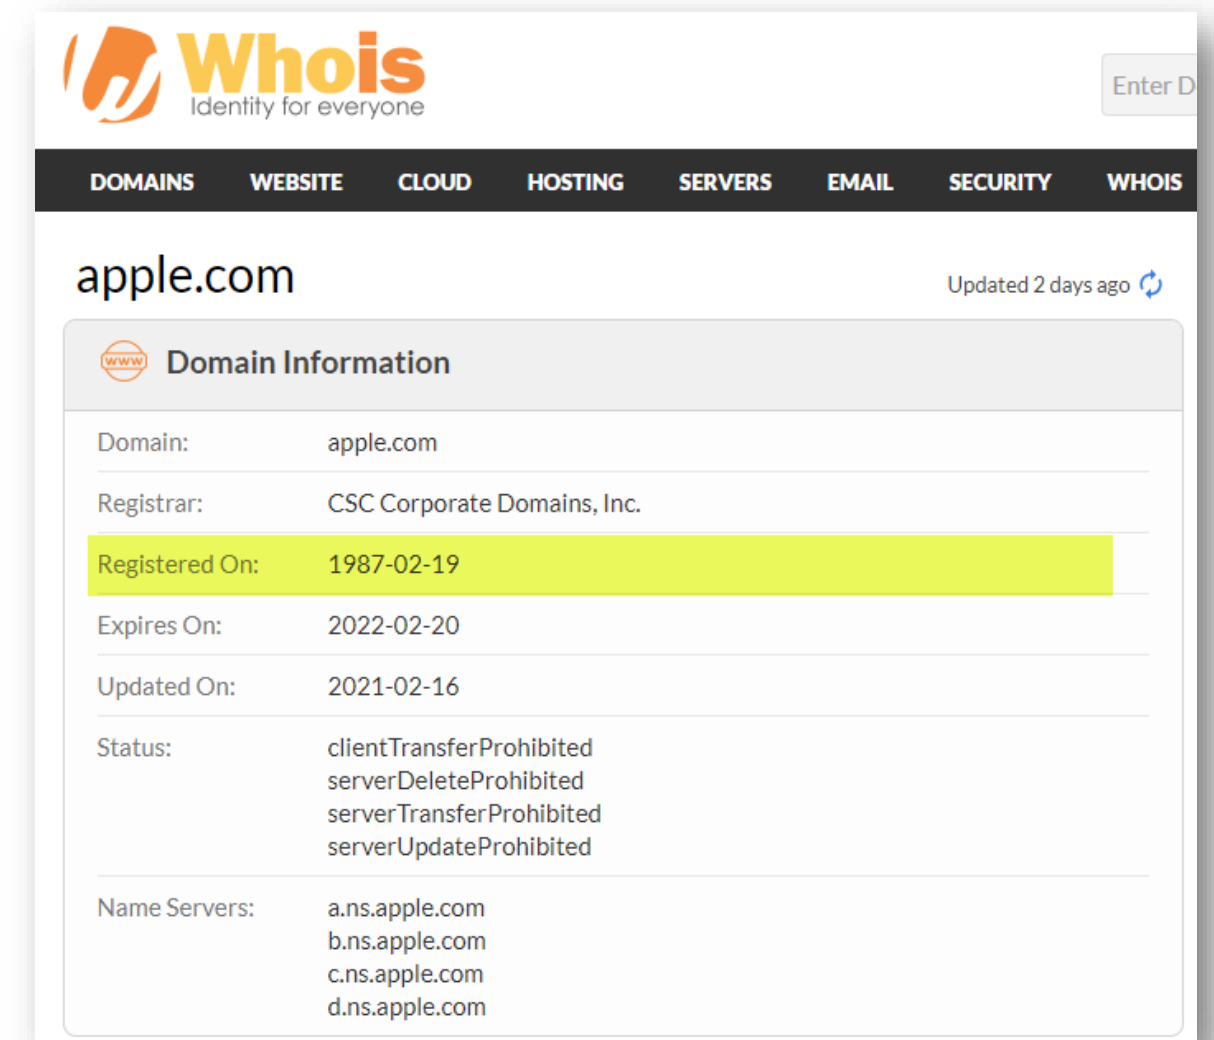 Whois
Identity for everyone
Enter D
DOMAINS WEBSITE CLOUD HOSTING SERVERS EMAIL SECURITY WHOIS
apple.com
Updated 2 days ago
www
Domain Information
Domain: apple.com
Registrar: CSC Corporate Domains, Inc.
Registered On: 1987-02-19
Expires On: 2022-02-20
Updated On: 2021-02-16
Status: clientTransferProhibited
serverDeleteProhibited
serverTransferProhibited
serverUpdateProhibited
Name Servers: a.ns.apple.com
b.ns.apple.com
c.ns.apple.com
d.ns.apple.com